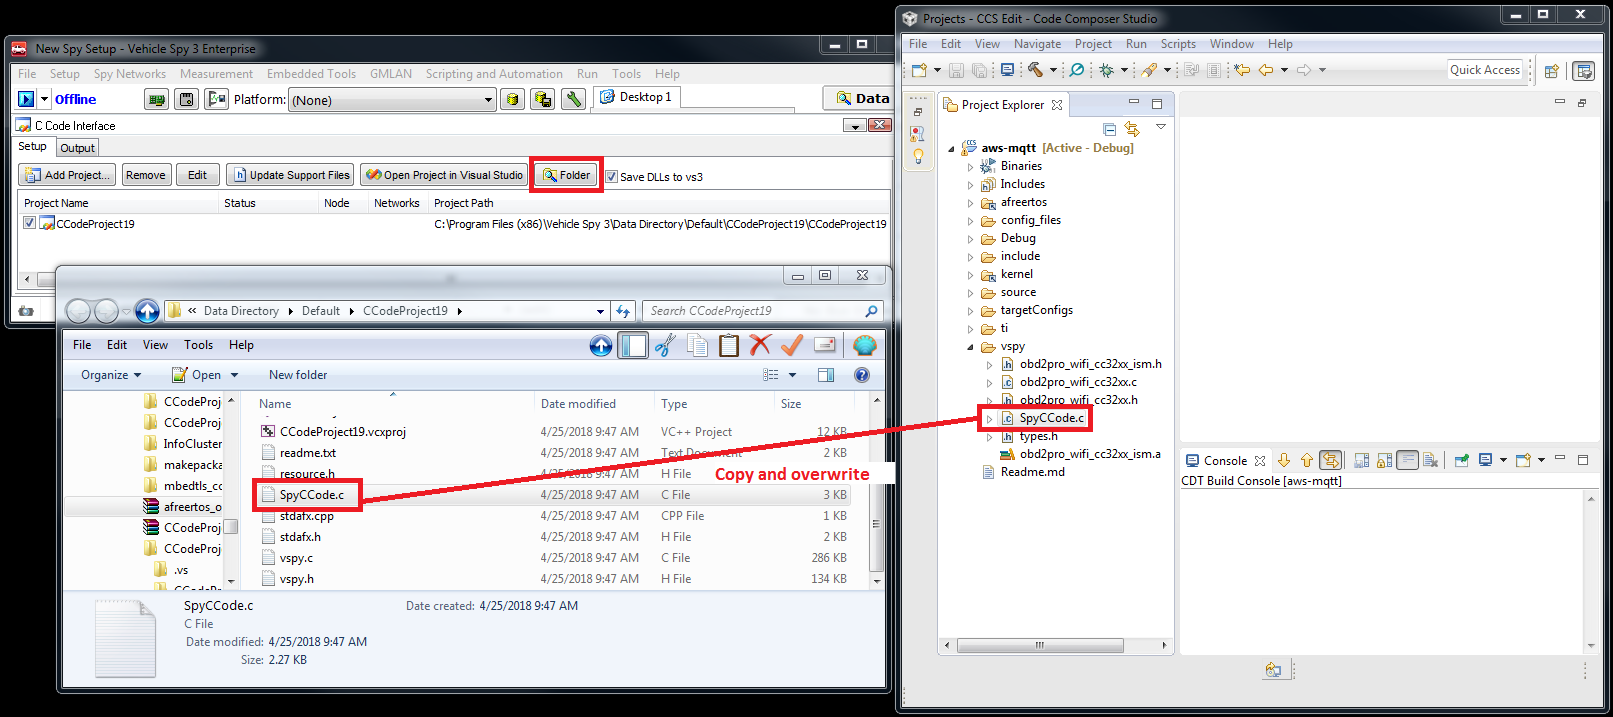 New Spy Setup - Vehicle Spy 3 Enterprise
File Setup Spy Networks Measurement Embedded Tools GMLAN Scripting and Automation Run Tools Help
Offline Platform: (None) Desktop 1 Data
C Code Interface
Setup Output
Add Project... Remove Edit Update Support Files Open Project in Visual Studio Folder Save DLLs to vs3
Project Name Status Node Networks Project Path
CCodeProject19 C:\Program Files (x86)\Vehicle Spy 3\Data Directory\Default\CCodeProject19\CCodeProject19
« Data Directory Default CCodeProject19 Search CCodeProject19
File Edit View Tools Help
Organize Open New folder
Name Date modified Type Size
CCodeProj
CCodeProj
InfoCluster
makepacka
mbedtls_cc
afreertos_o
CCodeProj
CCodeProj
.vs
CCodeProject19.vcxproj 4/25/2018 9:47 AM VC++ Project 12 KB
readme.txt 4/25/2018 9:47 AM Text Document 2 KB
resource.h 4/25/2018 9:47 AM H File
SpyCCode.c 4/25/2018 9:47 AM C File 3 KB
stdafx.cpp 4/25/2018 9:47 AM CPP File 1 KB
stdafx.h 4/25/2018 9:47 AM H File 2 KB
vspy.c 4/25/2018 9:47 AM C File 286 KB
vspy.h 4/25/2018 9:47 AM H File 134 KB
Copy and overwrite
SpyCCode.c Date created: 4/25/2018 9:47 AM
C File
Date modified: 4/25/2018 9:47 AM
Size: 2.27 KB
Projects - CCS Edit - Code Composer Studio
File Edit View Navigate Project Run Scripts Window Help
Quick Access
Project Explorer
aws-mqtt [Active - Debug]
Binaries
Includes
afreertos
config_files
Debug
include
kernel
source
targetConfigs
ti
vspy
obd2pro_wifi_cc32xx_ism.h
obd2pro_wifi_cc32xx.c
obd2pro_wifi_cc32xx.h
SpyCCode.c
types.h
obd2pro_wifi_cc32xx_ism.a
Readme.md
Console
CDT Build Console [aws-mqtt]